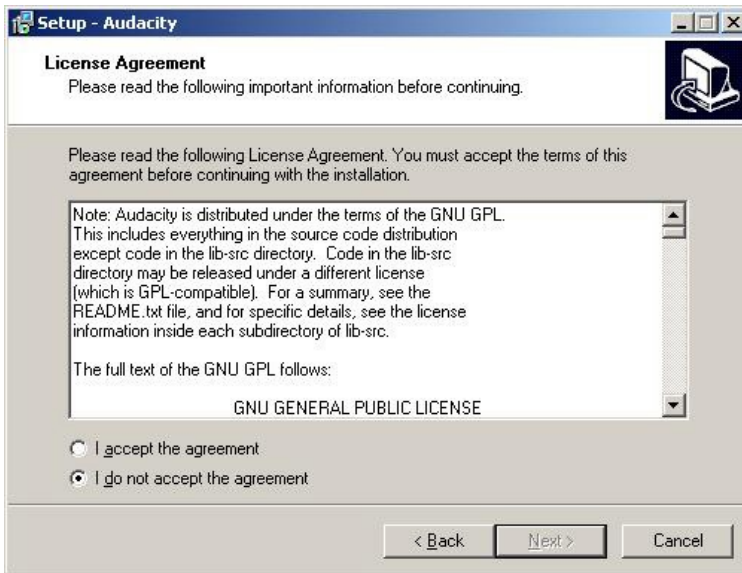 Setup - Audacity
License Agreement
Please read the following important information before continuing.
Please read the following License Agreement. You must accept the terms of this
agreement before continuing with the installation.
Note: Audacity is distributed under the terms of the GNU GPL.
This includes everything in the source code distribution
except code in the lib-src directory.  Code in the lib-src
directory may be released under a different license
(which is GPL-compatible).  For a summary, see the
README.txt file, and for specific details, see the license
information inside each subdirectory of lib-src.
The full text of the GNU GPL follows:
GNU GENERAL PUBLIC LICENSE
I accept the agreement
I do not accept the agreement
< Back
Next >
Cancel